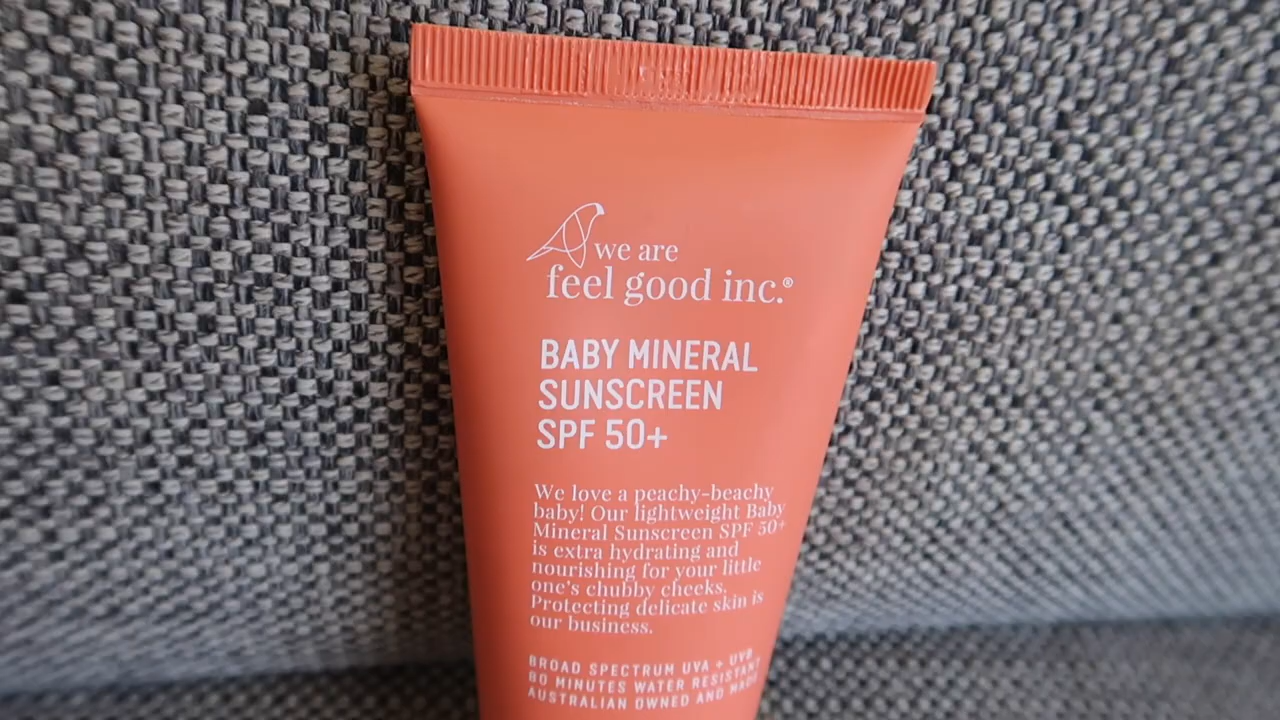 we are
feel good inc.®
BABY MINERAL
SUNSCREEN
SPF 50+
We love a peachy-beachy
baby! Our lightweight Baby
Mineral Sunscreen SPF 50+
is extra hydrating and
nourishing for your little
one's chubby cheeks.
Protecting delicate skin is
our business.
BROAD SPECTRUM UVA + UVB
80 MINUTES WATER RESISTANT
AUSTRALIAN OWNED AND MADE